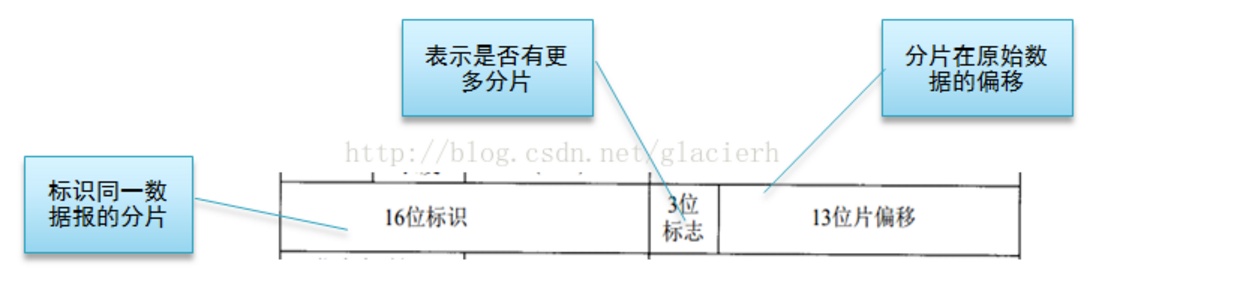 表示是否有更
多分片
分片在原始数
据的偏移
http://blog.csdn.net/glacierh
标识同一数
据报的分片
16位标识
3位
标志
13位片偏移